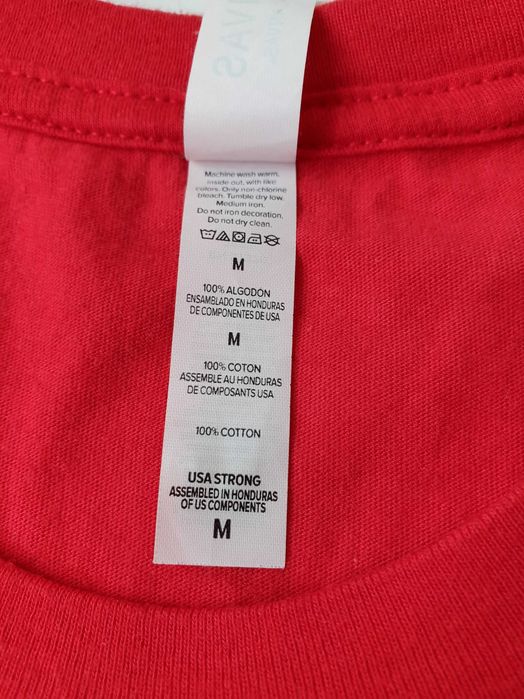 Machine wash warm,
inside out, with like
colors. Only non-chlorine
bleach. Tumble dry low.
Medium iron.
Do not iron decoration.
Do not dry clean.
M
100% ALGODÓN
ENSAMBLADO EN HONDURAS
DE COMPONENTES DE USA
M
100% COTON
ASSEMBLE AU HONDURAS
DE COMPOSANTS USA
100% COTTON
USA STRONG
ASSEMBLED IN HONDURAS
OF US COMPONENTS
M